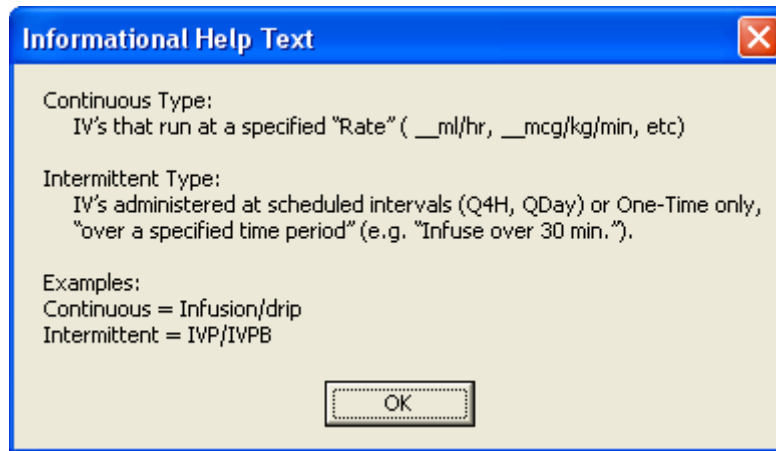 Informational Help Text
Continuous Type:
IV's that run at a specified "Rate" ( __ml/hr, __mcg/kg/min, etc)
Intermittent Type:
IV's administered at scheduled intervals (Q4H, QDay) or One-Time only,
"over a specified time period" (e.g. "Infuse over 30 min.").
Examples:
Continuous = Infusion/drip
Intermittent = IVP/IVPB
OK